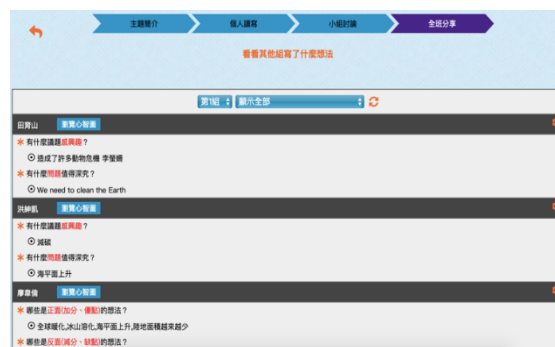 主題簡介
個人讀寫
小組討論
全班分享
看看其他組寫了什麼想法
第1組 顯示全部
田育山 瀏覽心智圖
有什麼議題感興趣？
造成了許多動物危機 李螢姍
有什麼問題值得深究？
We need to clean the Earth
洪紳凱 瀏覽心智圖
有什麼議題感興趣？
減碳
有什麼問題值得深究？
海平面上升
廖韋倫 瀏覽心智圖
哪些是正面(加分、優點)的想法？
全球暖化,冰山溶化,海平面上升,陸地面積越來越少
哪些是反面(減分、缺點)的想法？